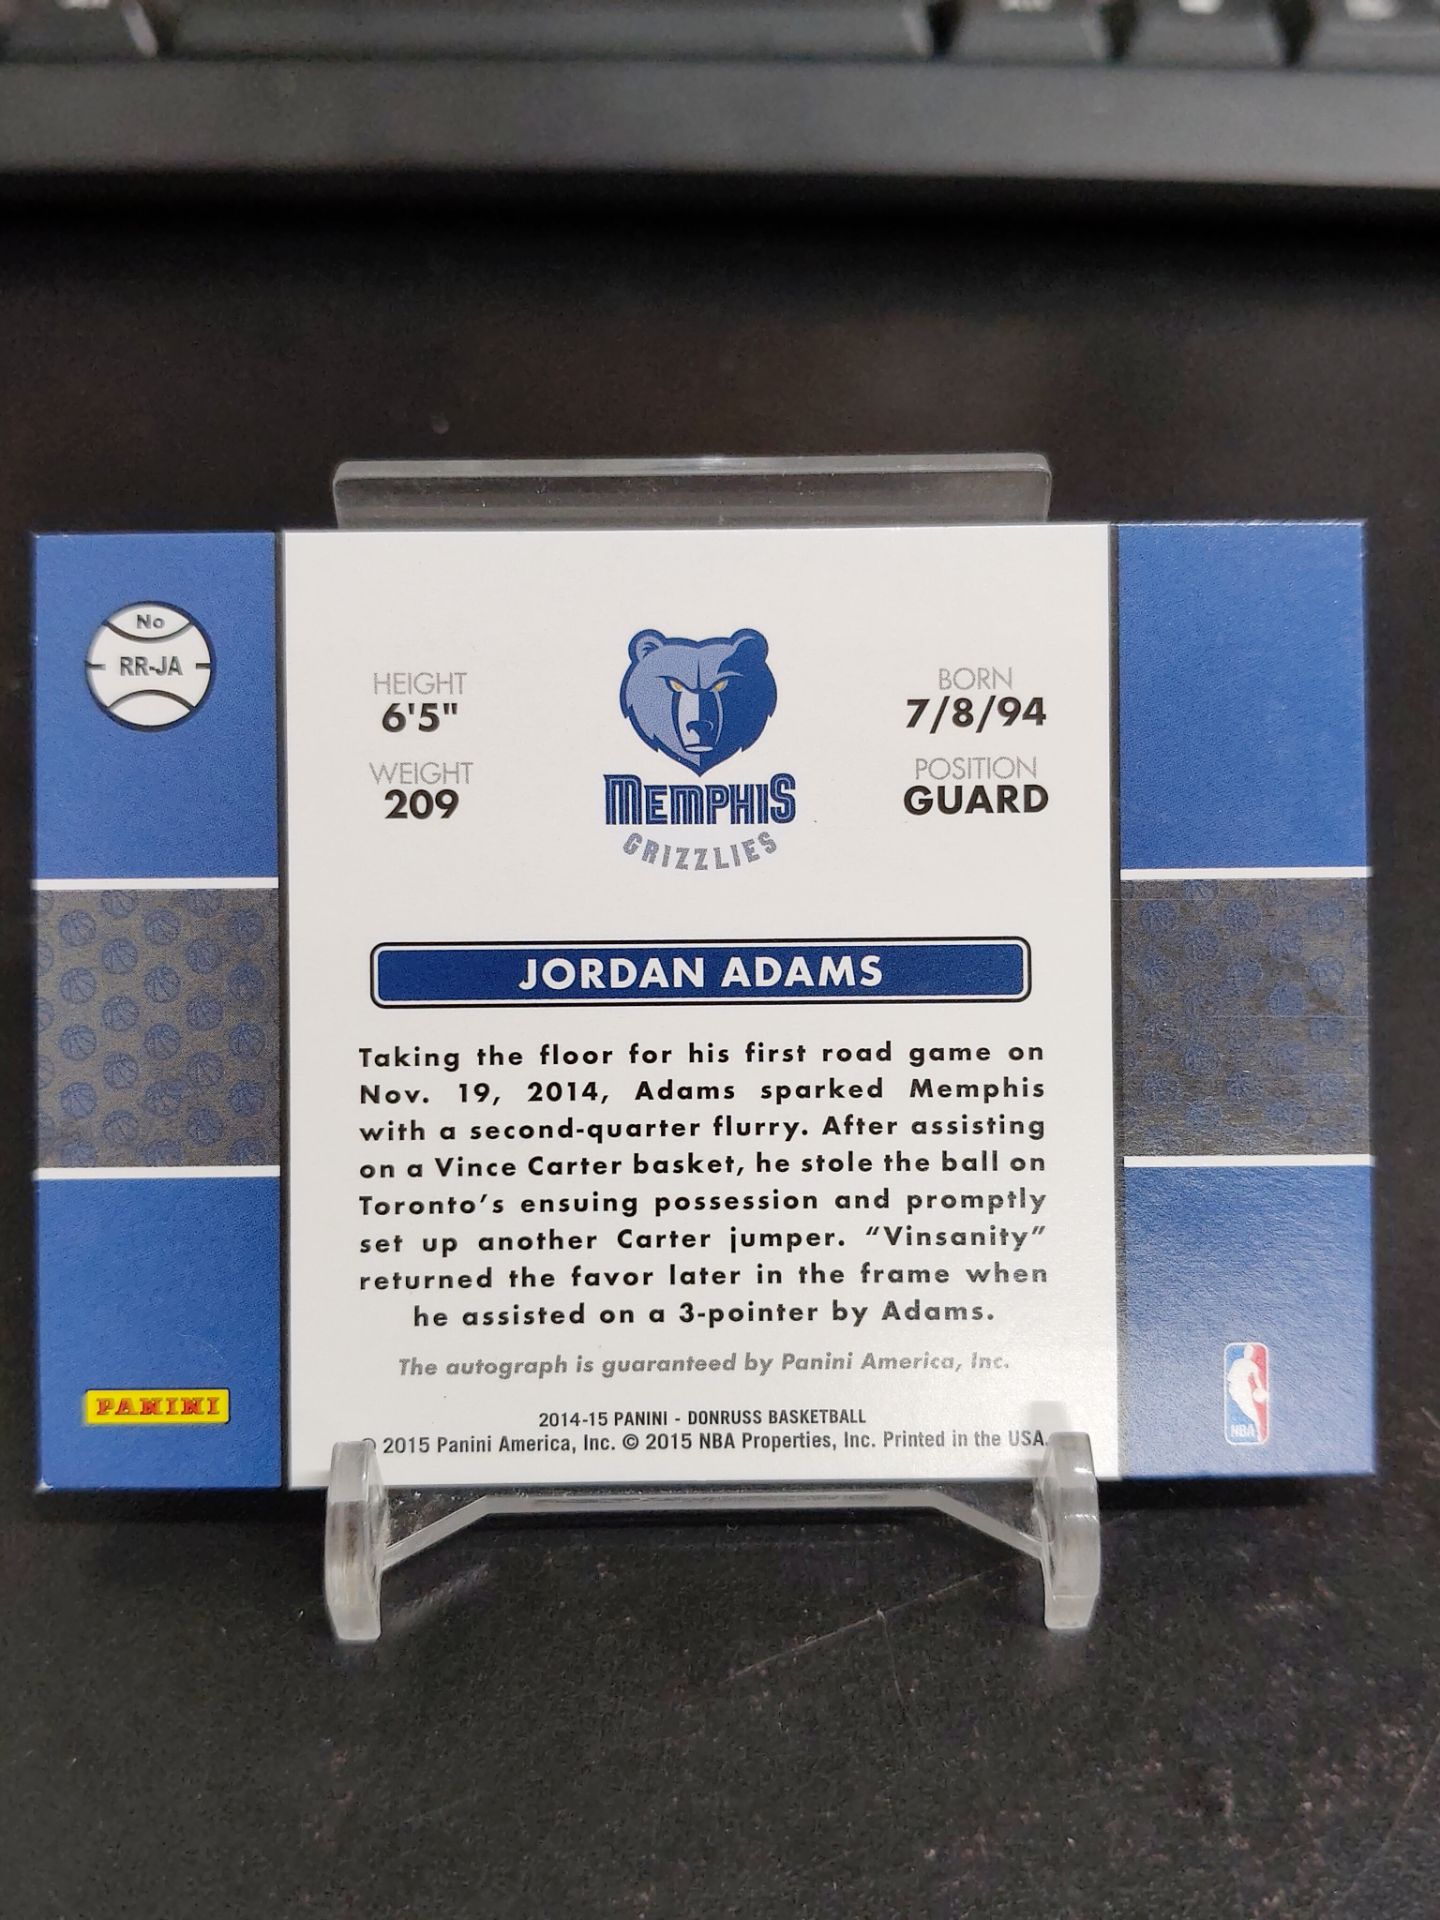 No
RR-JA
HEIGHT
6'5"
WEIGHT
209
MEMPHIS
GRIZZLIES
BORN
7/8/94
POSITION
GUARD
JORDAN ADAMS
Taking the floor for his first road game on
Nov. 19, 2014, Adams sparked Memphis
with a second-quarter flurry. After assisting
on a Vince Carter basket, he stole the ball on
Toronto's ensuing possession and promptly
set up another Carter jumper. “Vinsanity”
returned the favor later in the frame when
he assisted on a 3-pointer by Adams.
The autograph is guaranteed by Panini America, Inc.
PANINI
2014-15 PANINI - DONRUSS BASKETBALL
© 2015 Panini America, Inc. © 2015 NBA Properties, Inc. Printed in the USA.
NBA